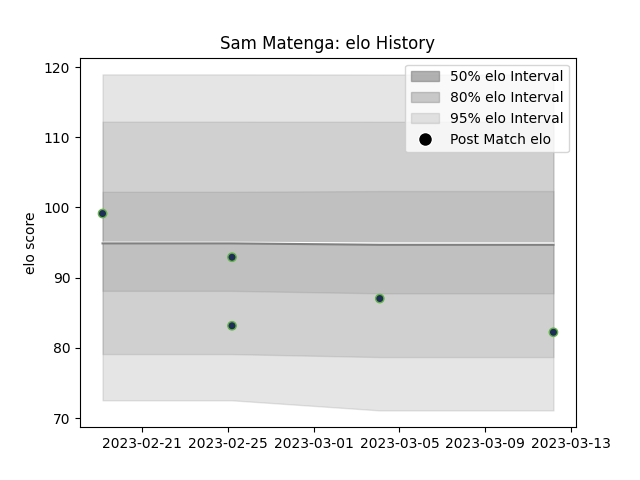 Sam Matenga: elo History
50% elo Interval
80% elo Interval
95% elo Interval
Post Match elo
elo score
120
110
100
90
80
70
2023-02-21 2023-02-25 2023-03-01 2023-03-05 2023-03-09 2023-03-13